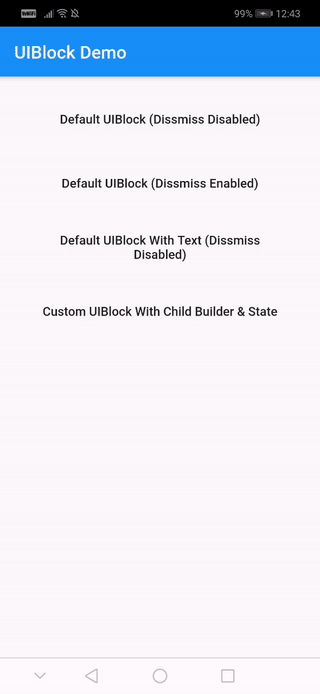 99% 12:43
UIBlock Demo
Default UIBlock (Dissmiss Disabled)
Default UIBlock (Dissmiss Enabled)
Default UIBlock With Text (Dissmiss
Disabled)
Custom UIBlock With Child Builder & State